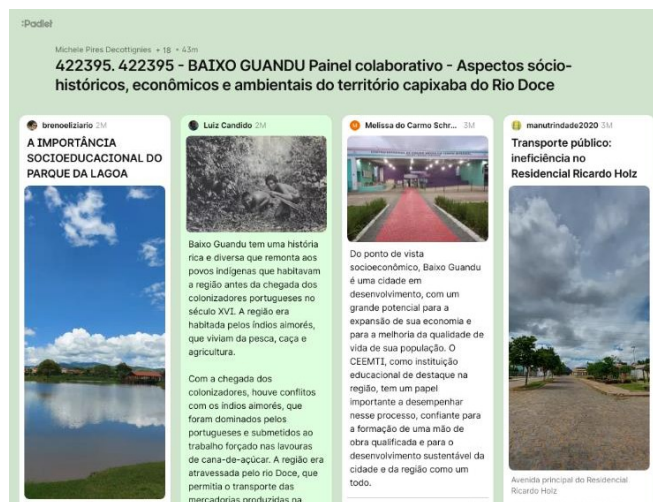 :Padlet
Michele Pires Decottignies • 18 • 43m
422395. 422395 - BAIXO GUANDU Painel colaborativo - Aspectos sócio-
históricos, econômicos e ambientais do território capixaba do Rio Doce
brenoeliziario 2M
A IMPORTÂNCIA
SOCIOEDUCACIONAL DO
PARQUE DA LAGOA
Luiz Candido 2M
Baixo Guandu tem uma história
rica e diversa que remonta aos
povos indígenas que habitavam
a região antes da chegada dos
colonizadores portugueses no
século XVI. A região era
habitada pelos índios aimorés,
que viviam da pesca, caça e
agricultura.
Com a chegada dos
colonizadores, houve conflitos
com os índios aimorés, que
foram dominados pelos
portugueses e submetidos ao
trabalho forçado nas lavouras
de cana-de-açúcar. A região era
atravessada pelo rio Doce, que
permitia o transporte das
mercadorias produzidas na
Melissa do Carmo Schr... 3M
Do ponto de vista
socioeconômico, Baixo Guandu
é uma cidade em
desenvolvimento, com um
grande potencial para a
expansão de sua economia e
para a melhoria da qualidade de
vida de sua população. O
CEEMTI, como instituição
educacional de destaque na
região, tem um papel
importante a desempenhar
nesse processo, confiante para
a formação de uma mão de
obra qualificada e para o
desenvolvimento sustentável da
cidade e da região como um
todo.
manutrindade2020 3M
Transporte público:
ineficiência no
Residencial Ricardo Holz
Avenida principal do Residencial
Ricardo Holz